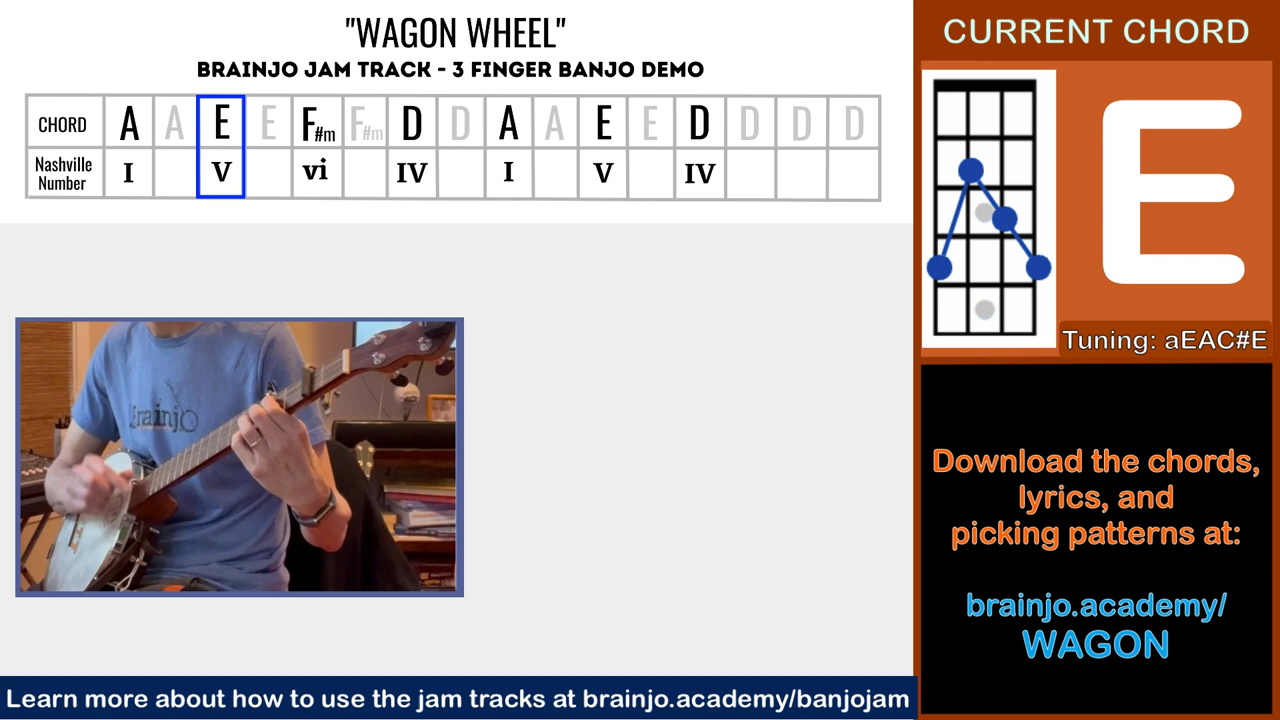 "WAGON WHEEL"
BRAINJO JAM TRACK - 3 FINGER BANJO DEMO
CHORD A A E E F#m F#m D D A A E E D D D D
Nashville Number I V vi IV I V IV
CURRENT CHORD
E
Tuning: aEAC#E
brainjo
Download the chords,
lyrics, and
picking patterns at:
brainjo.academy/
WAGON
Learn more about how to use the jam tracks at brainjo.academy/banjojam